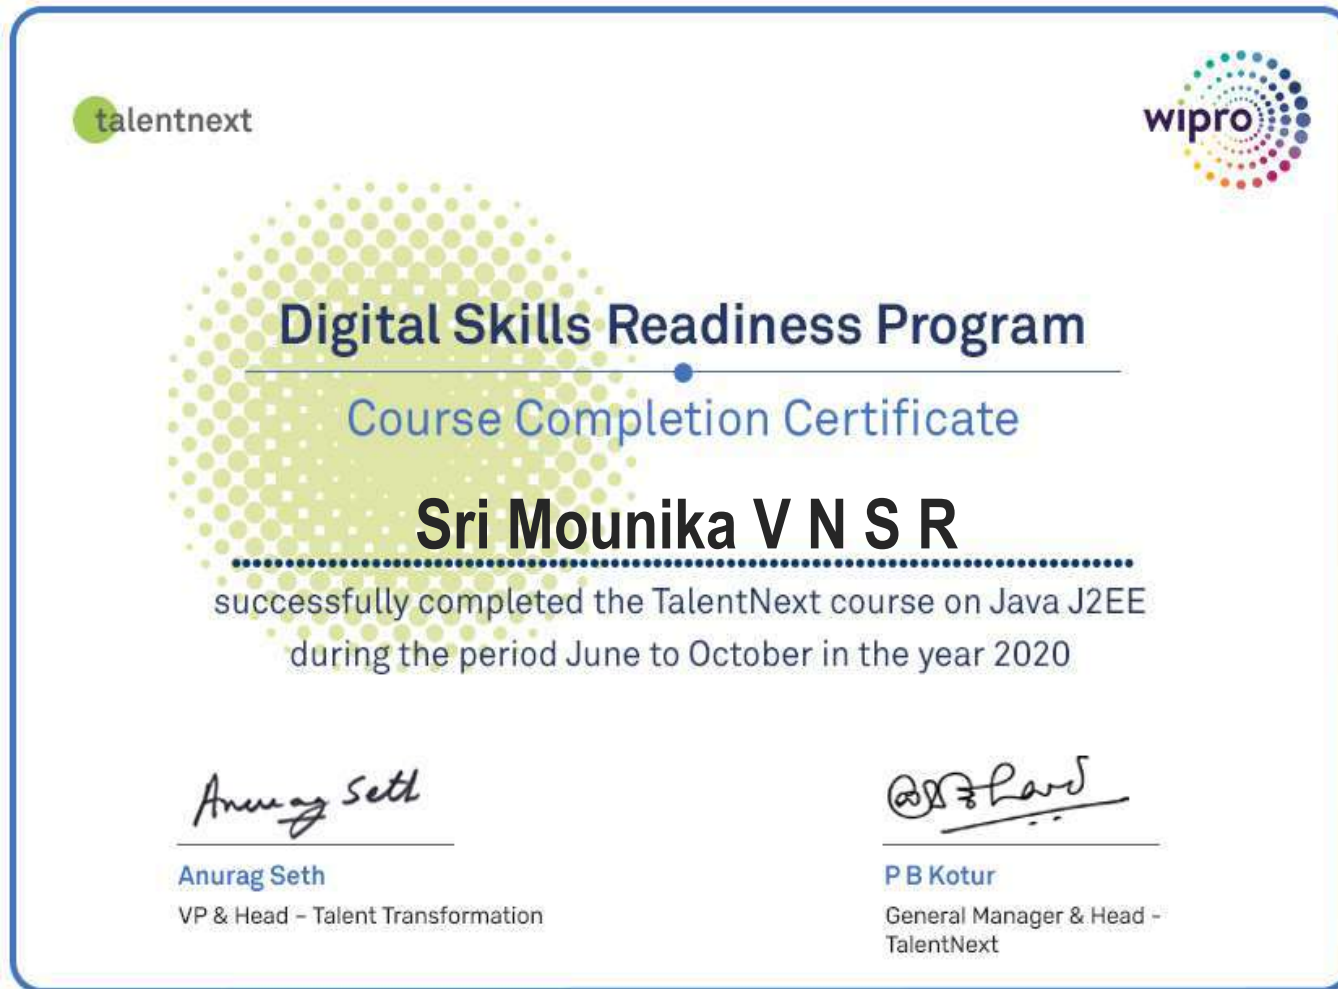 talentnext
wipro
Digital Skills Readiness Program
Course Completion Certificate
Sri Mounika V N S R
successfully completed the TalentNext course on Java J2EE
during the period June to October in the year 2020
Anurag Seth
Anurag Seth
VP & Head – Talent Transformation
P B Kotur
General Manager & Head -
TalentNext